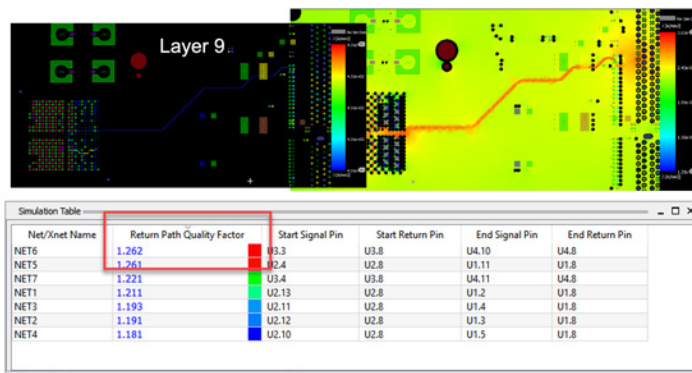 Layer 9
Simulation Table
Net/Xnet Name Return Path Quality Factor Start Signal Pin Start Return Pin End Signal Pin End Return Pin
NET6 1.262 U3.3 U3.8 U4.10 U4.8
NET5 1.261 U2.4 U2.8 U1.11 U1.8
NET7 1.221 U3.4 U3.8 U4.11 U4.8
NET1 1.211 U2.13 U2.8 U1.2 U1.8
NET3 1.193 U2.11 U2.8 U1.4 U1.8
NET2 1.191 U2.12 U2.8 U1.3 U1.8
NET4 1.181 U2.10 U2.8 U1.5 U1.8